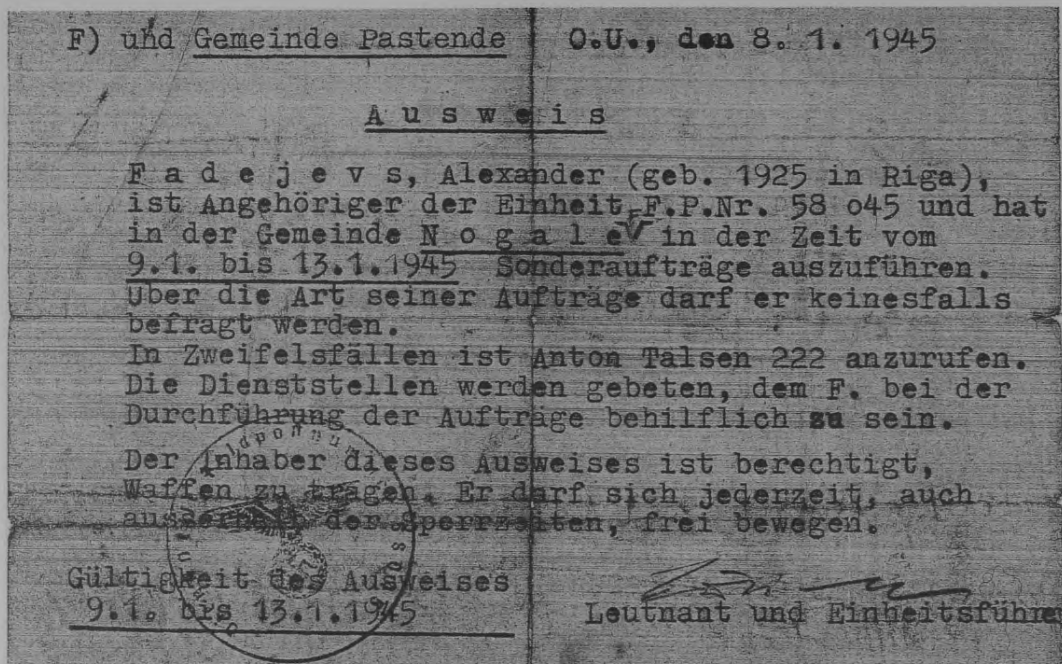 F) und Gemeinde Pastende O.U., den 8. 1. 1945
A u s w e i s
F a d e j e v s, Alexander (geb. 1925 in Riga),
ist Angehöriger der Einheit F.P.Nr. 58 o45 und hat
in der Gemeinde N o g a l e in der Zeit vom
9.1. bis 13.1.1945 Sonderaufträge auszuführen.
Uber die Art seiner Aufträge darf er keinesfalls
befragt werden.
In Zweifelsfällen ist Anton Talsen 222 anzurufen.
Die Dienststellen werden gebeten, dem F. bei der
Durchführung der Aufträge behilflich zu sein.
Der Inhaber dieses Ausweises ist berechtigt,
Waffen zu tragen. Er darf sich jederzeit, auch
ausserhalb der Sperrzeiten, frei bewegen.
Gültigkeit des Ausweises
9.1. bis 13.1.1945
Leutnant und Einheitsführe